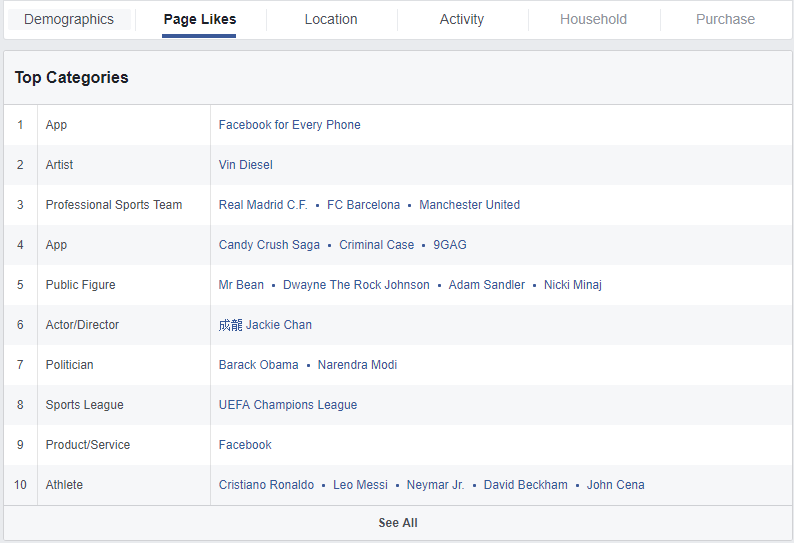 Demographics Page Likes Location Activity Household Purchase
Top Categories
1 App Facebook for Every Phone
2 Artist Vin Diesel
3 Professional Sports Team Real Madrid C.F. • FC Barcelona • Manchester United
4 App Candy Crush Saga • Criminal Case • 9GAG
5 Public Figure Mr Bean • Dwayne The Rock Johnson • Adam Sandler • Nicki Minaj
6 Actor/Director 成龍 Jackie Chan
7 Politician Barack Obama • Narendra Modi
8 Sports League UEFA Champions League
9 Product/Service Facebook
10 Athlete Cristiano Ronaldo • Leo Messi • Neymar Jr. • David Beckham • John Cena
See All